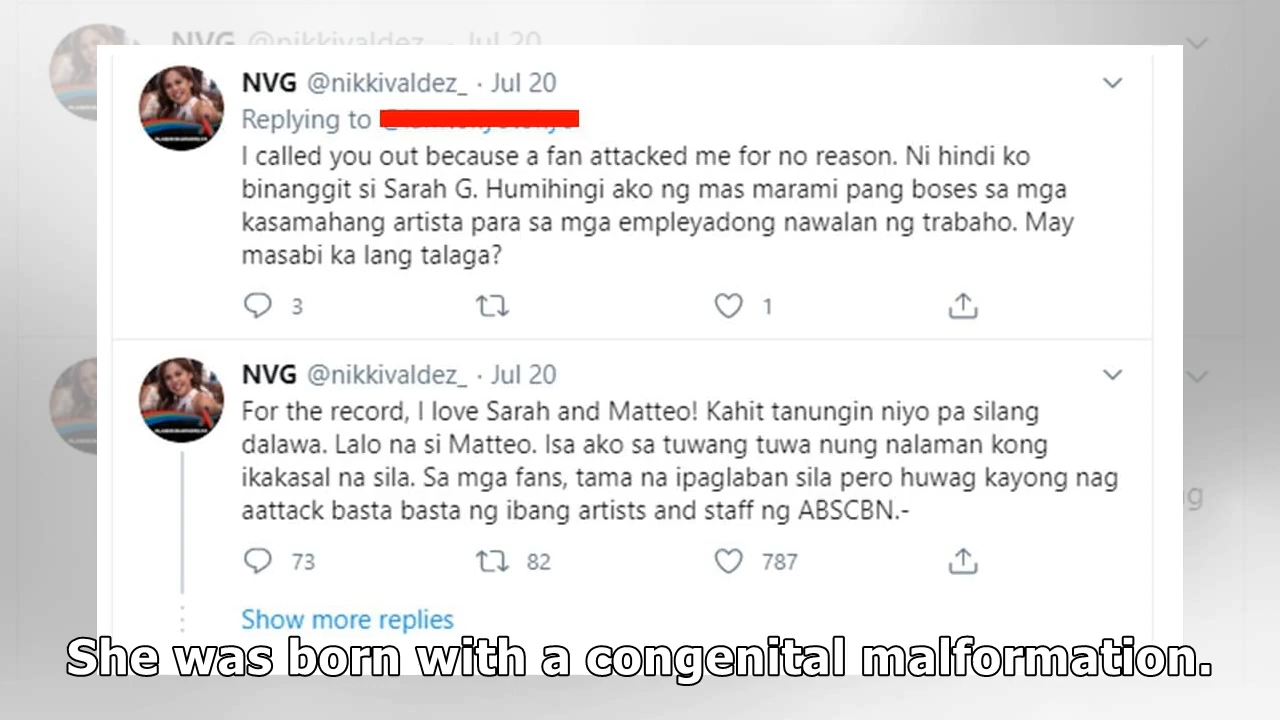 NVG @nikkivaldez_ · Jul 20
NVG @nikkivaldez_ · Jul 20
Replying to
I called you out because a fan attacked me for no reason. Ni hindi ko
binanggit si Sarah G. Humihingi ako ng mas marami pang boses sa mga
kasamahang artista para sa mga empleyadong nawalan ng trabaho. May
masabi ka lang talaga?
3 1
NVG @nikkivaldez_ · Jul 20
For the record, I love Sarah and Matteo! Kahit tanungin niyo pa silang
dalawa. Lalo na si Matteo. Isa ako sa tuwang tuwa nung nalaman kong
ikakasal na sila. Sa mga fans, tama na ipaglaban sila pero huwag kayong nag
aattack basta basta ng ibang artists and staff ng ABSCBN.-
73 82 787
Show more replies
She was born with a congenital malformation.